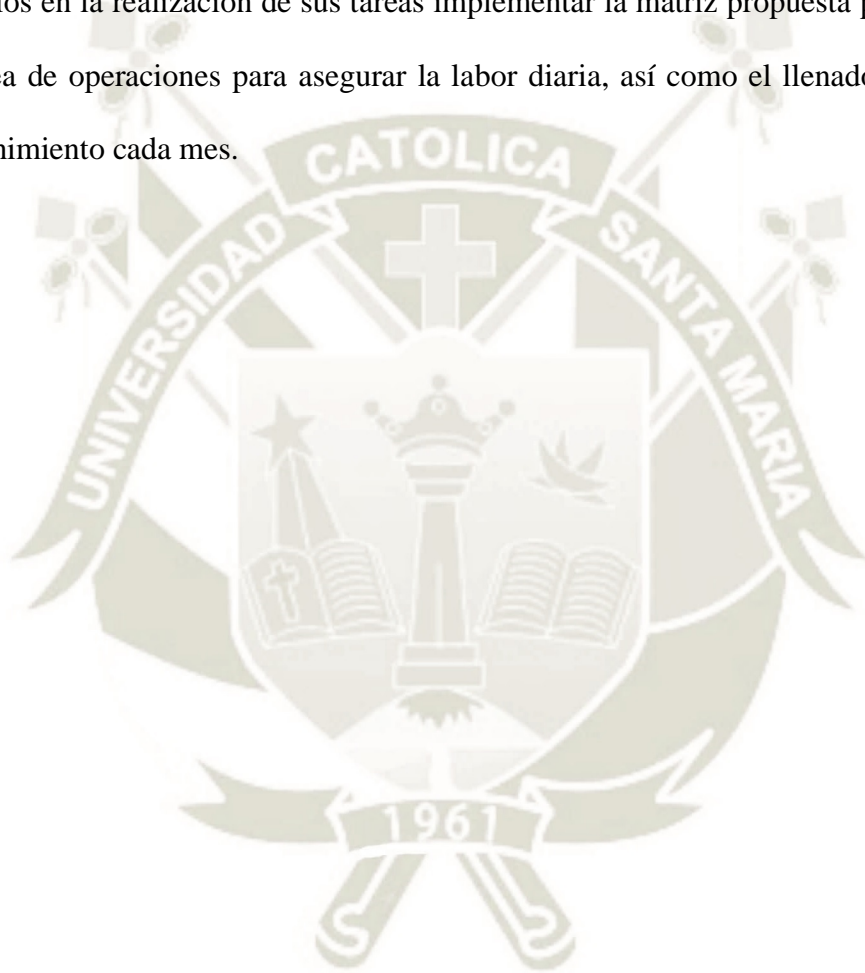 os en la realización de sus tareas implementar la matriz propuesta p
a de operaciones para asegurar la labor diaria, así como el llenado
nimiento cada mes.
UNIVERSIDAD CATOLICA SANTA MARIA
1961